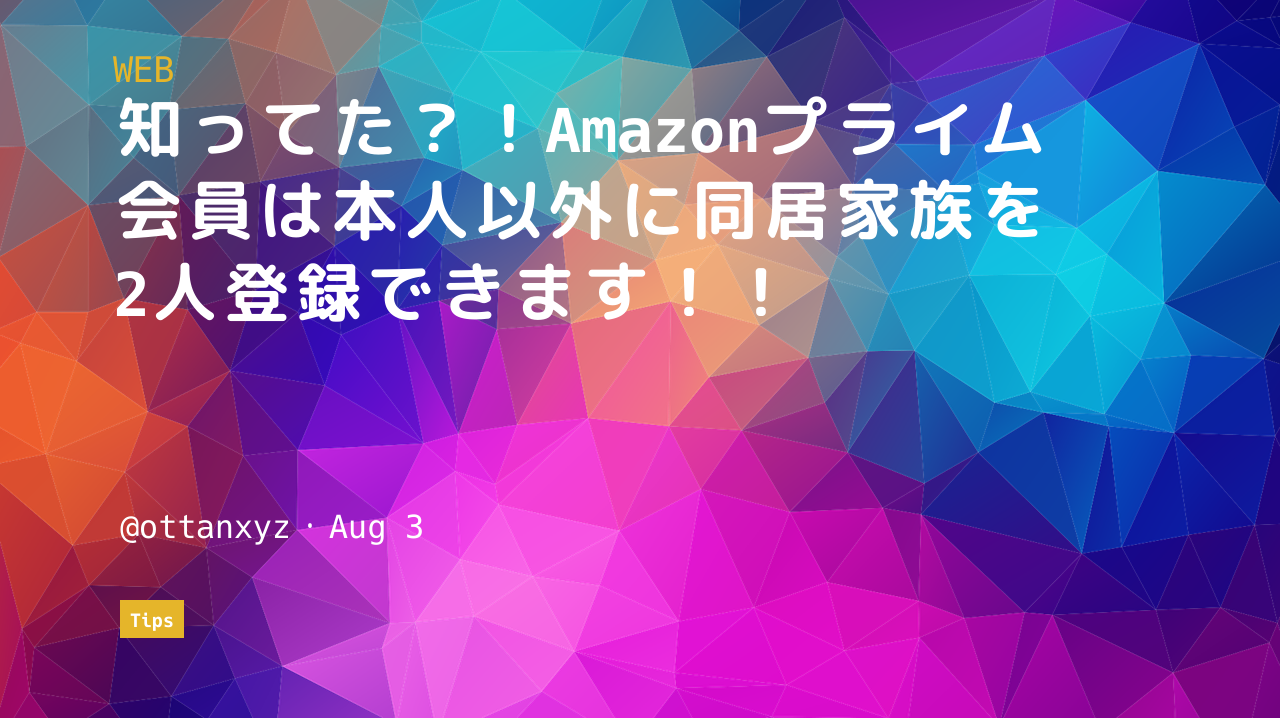 WEB
知ってた？！Amazonプライム
会員は本人以外に同居家族を
2人登録できます！！
@ottanxyz · Aug 3
Tips